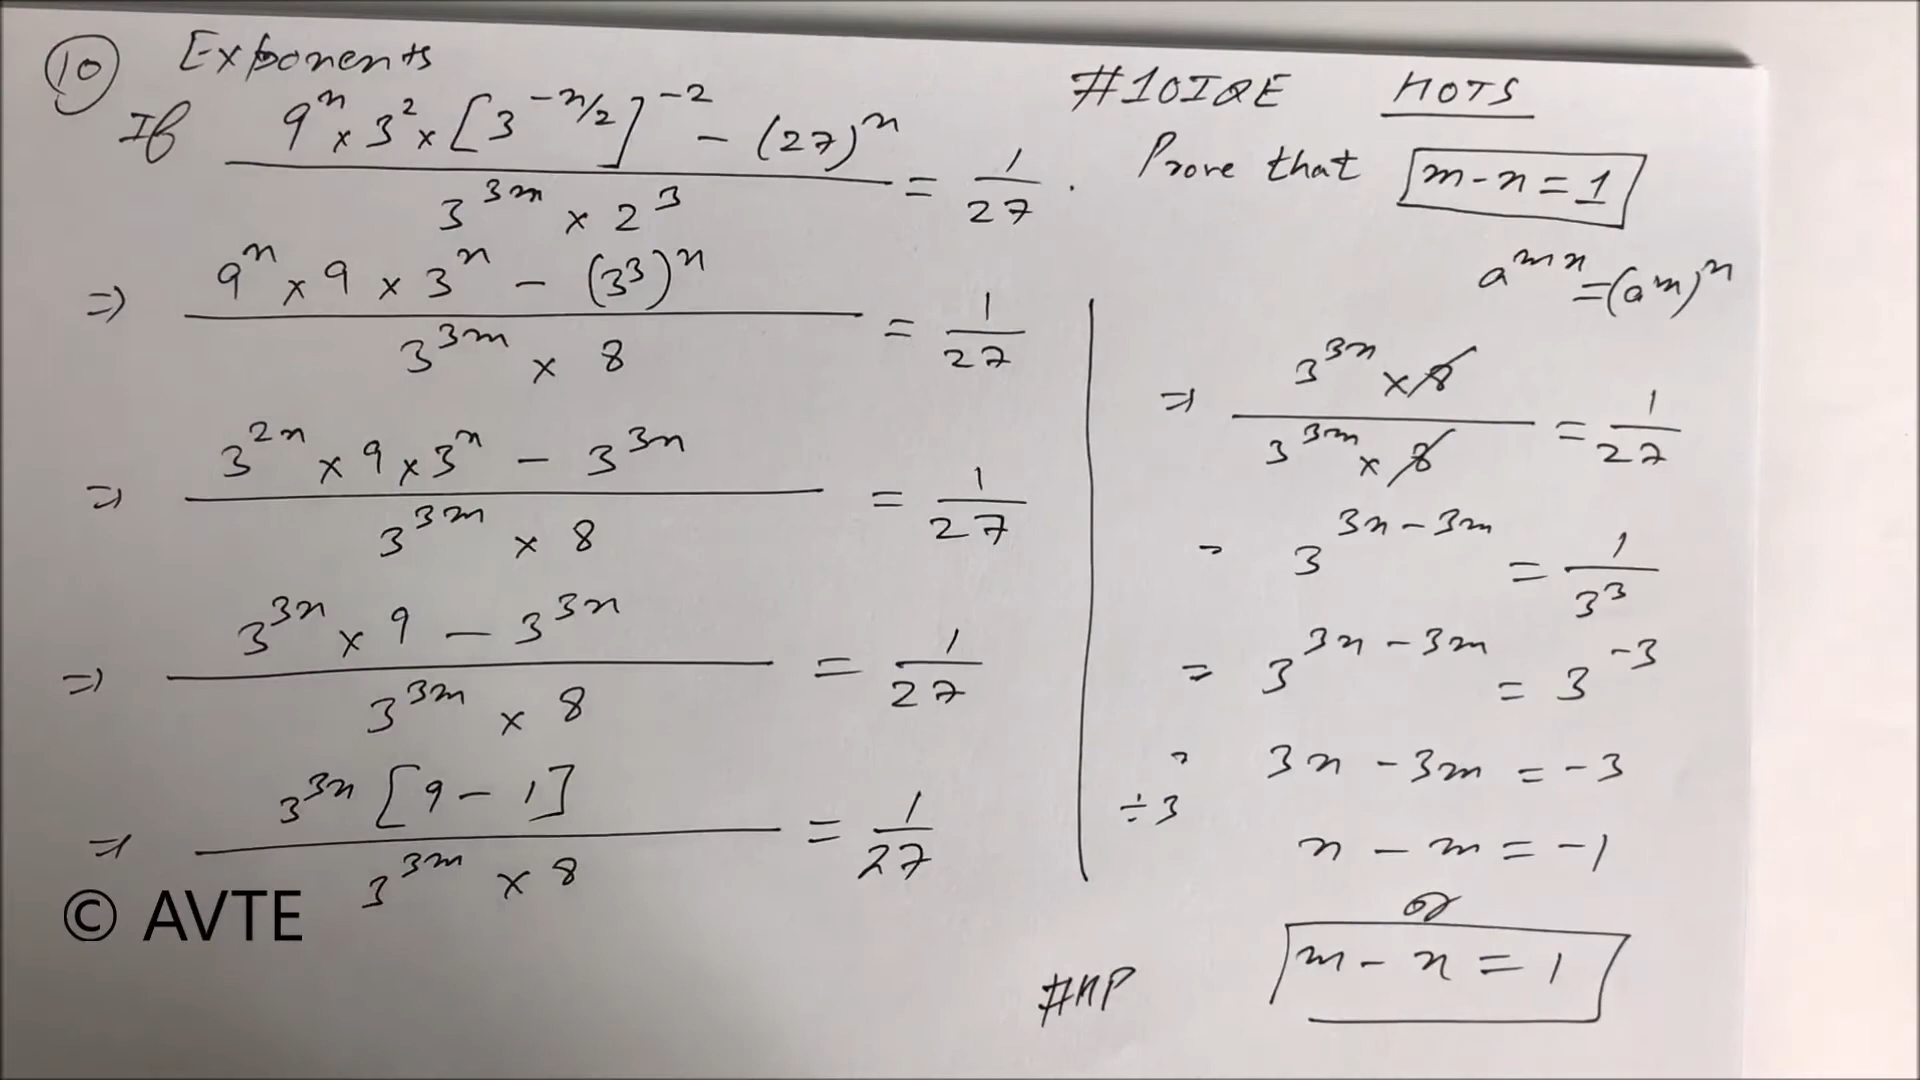 10 Exponents
#10IQE HOTS
If (9^n × 3^2 × [3^(-n/2)]^(-2) - (27)^n) / (3^(3m) × 2^3) = 1/27. Prove that m - n = 1
⇒ (9^n × 9 × 3^n - (3^3)^n) / (3^(3m) × 8) = 1/27
⇒ (3^(2n) × 9 × 3^n - 3^(3n)) / (3^(3m) × 8) = 1/27
⇒ (3^(3n) × 9 - 3^(3n)) / (3^(3m) × 8) = 1/27
⇒ (3^(3n) [9 - 1]) / (3^(3m) × 8) = 1/27
a^(mn) = (a^m)^n
⇒ (3^(3n) × 8) / (3^(3m) × 8) = 1/27
= 3^(3n - 3m) = 1/3^3
= 3^(3n - 3m) = 3^(-3)
3n - 3m = -3
÷3
n - m = -1
or
m - n = 1
#HP
© AVTE